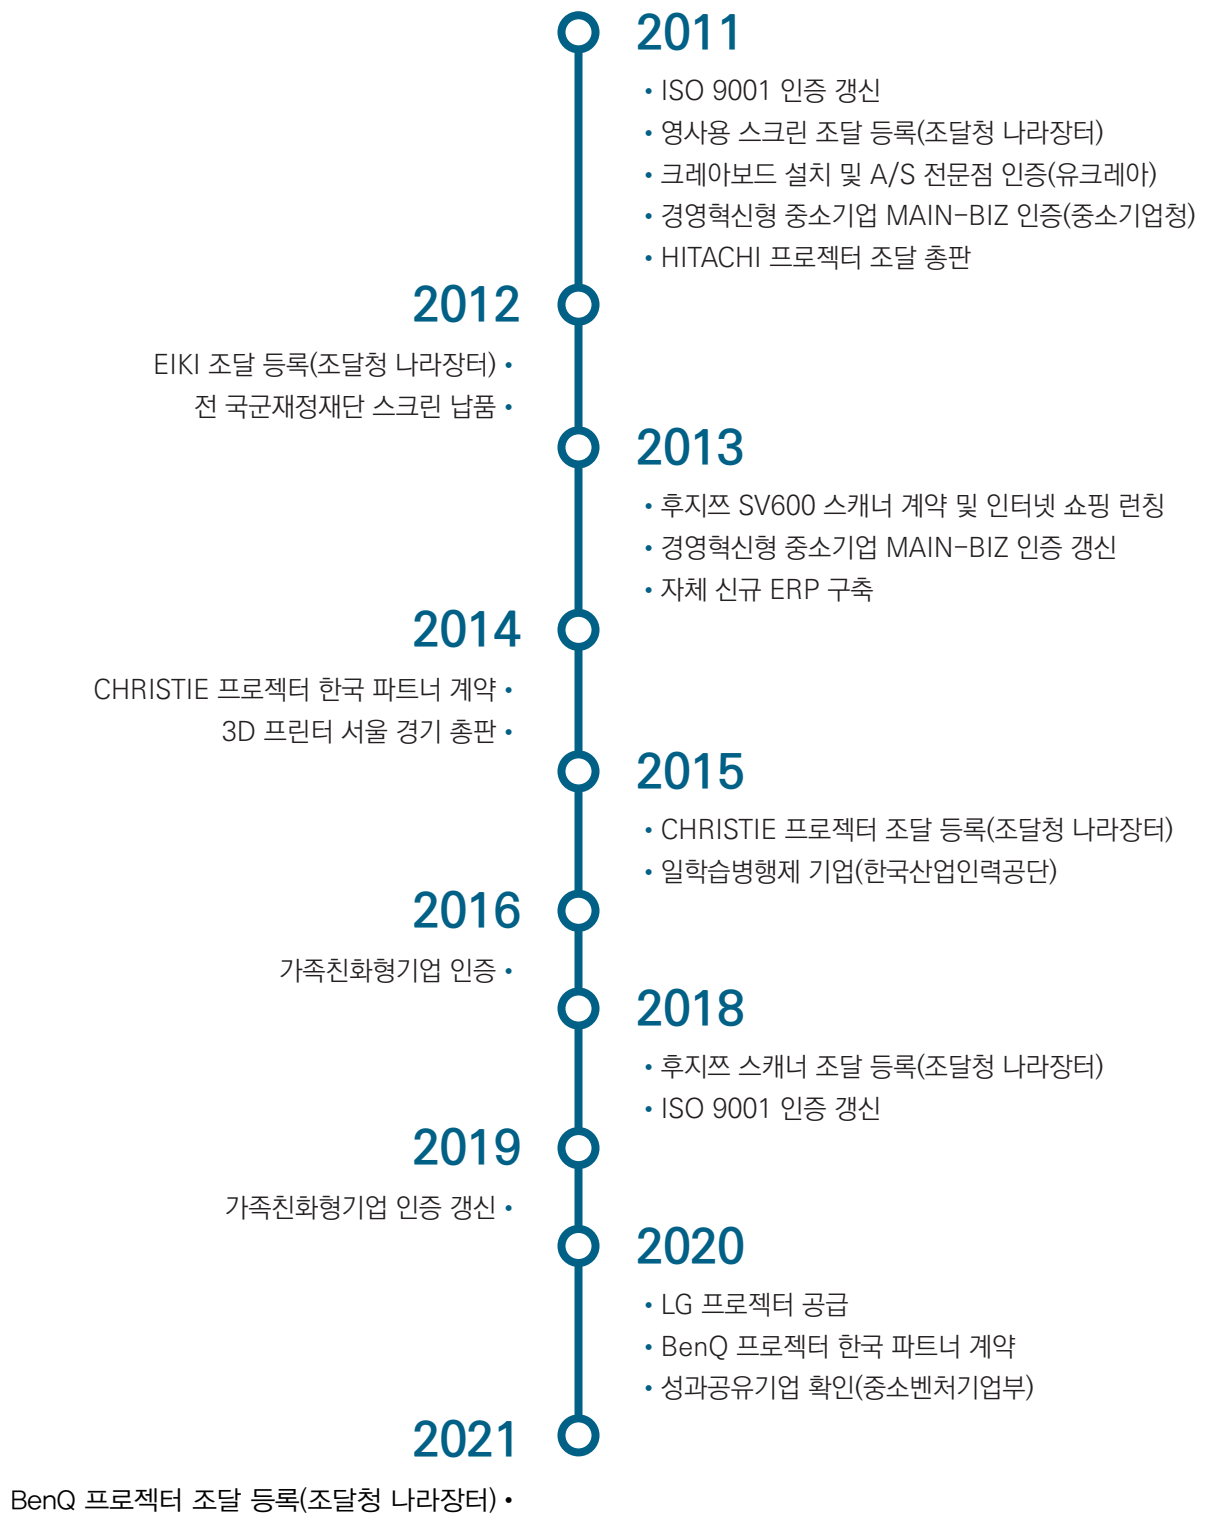 2011
• ISO 9001 인증 갱신
• 영사용 스크린 조달 등록(조달청 나라장터)
• 크레아보드 설치 및 A/S 전문점 인증(유크레아)
• 경영혁신형 중소기업 MAIN-BIZ 인증(중소기업청)
• HITACHI 프로젝터 조달 총판
2012
EIKI 조달 등록(조달청 나라장터) •
전 국군재정재단 스크린 납품 •
2013
• 후지쯔 SV600 스캐너 계약 및 인터넷 쇼핑 런칭
• 경영혁신형 중소기업 MAIN-BIZ 인증 갱신
• 자체 신규 ERP 구축
2014
CHRISTIE 프로젝터 한국 파트너 계약 •
3D 프린터 서울 경기 총판 •
2015
• CHRISTIE 프로젝터 조달 등록(조달청 나라장터)
• 일학습병행제 기업(한국산업인력공단)
2016
가족친화형기업 인증 •
2018
• 후지쯔 스캐너 조달 등록(조달청 나라장터)
• ISO 9001 인증 갱신
2019
가족친화형기업 인증 갱신 •
2020
• LG 프로젝터 공급
• BenQ 프로젝터 한국 파트너 계약
• 성과공유기업 확인(중소벤처기업부)
2021
BenQ 프로젝터 조달 등록(조달청 나라장터) •